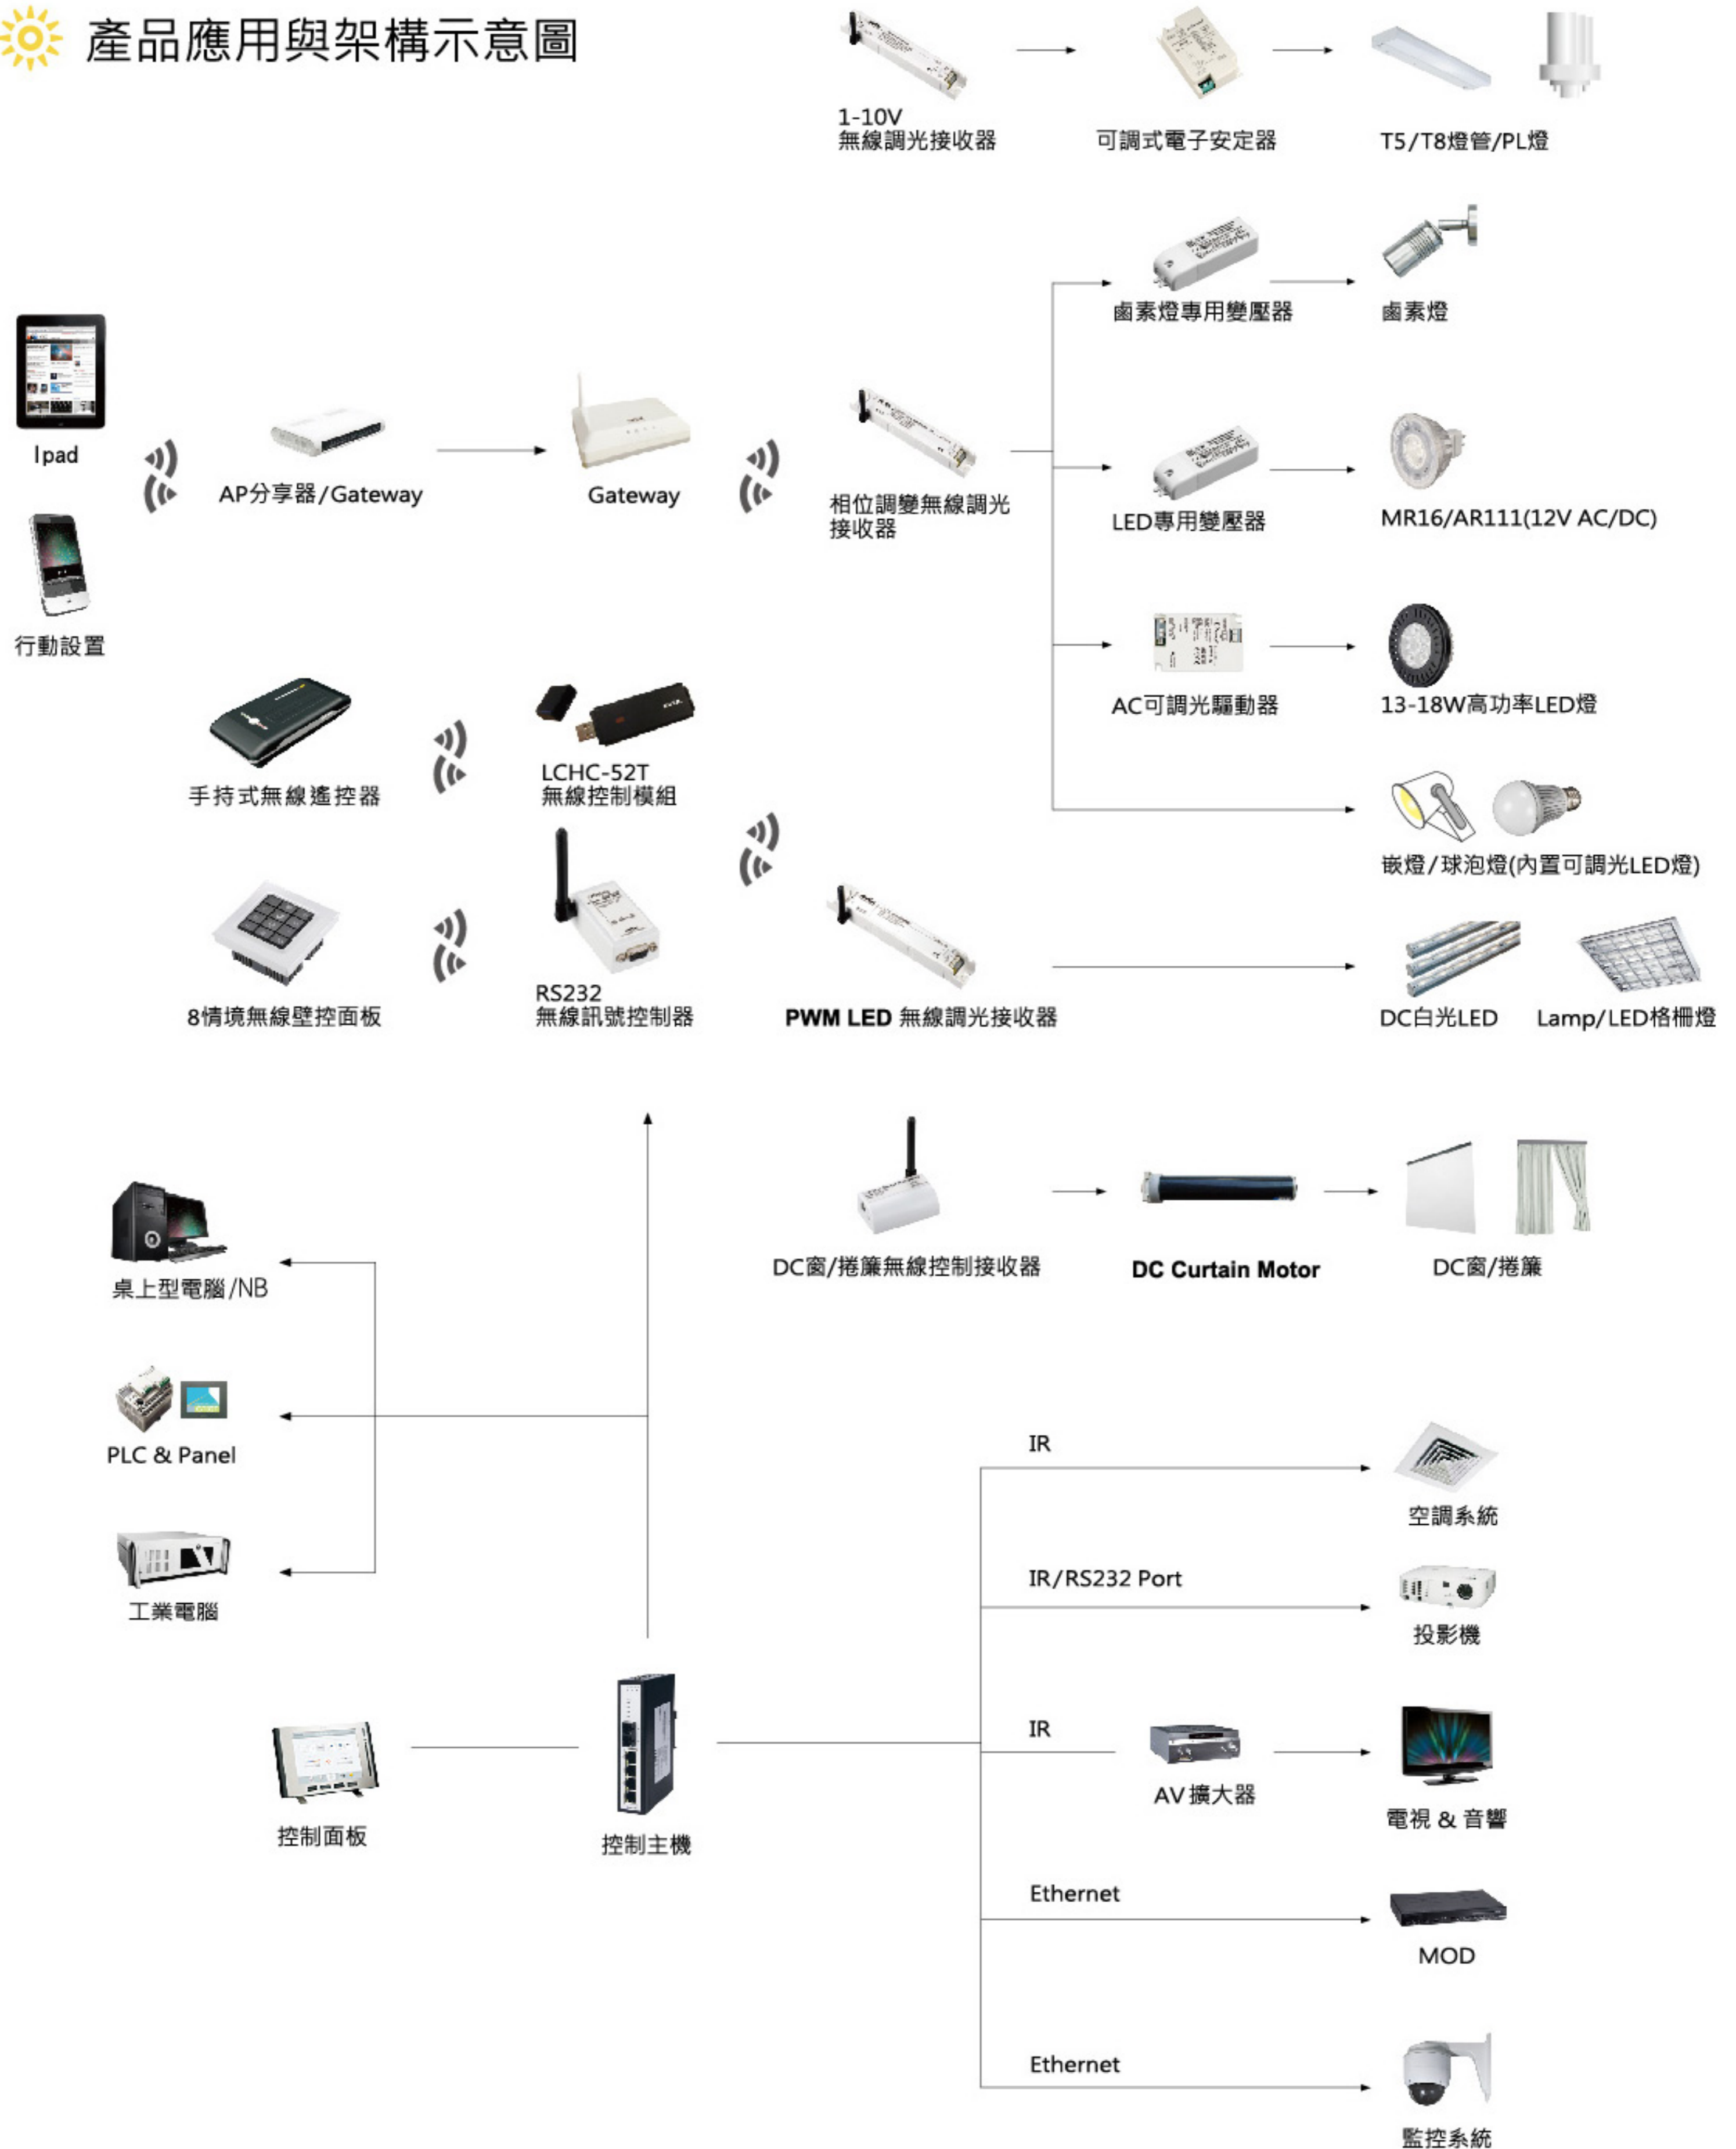 產品應用與架構示意圖
1-10V
無線調光接收器
可調式電子安定器
T5/T8燈管/PL燈
鹵素燈專用變壓器
鹵素燈
Ipad
AP分享器/Gateway
Gateway
相位調變無線調光
接收器
LED專用變壓器
MR16/AR111(12V AC/DC)
行動設置
AC可調光驅動器
13-18W高功率LED燈
手持式無線遙控器
LCHC-52T
無線控制模組
嵌燈/球泡燈(內置可調光LED燈)
8情境無線壁控面板
RS232
無線訊號控制器
PWM LED 無線調光接收器
DC白光LED
Lamp/LED格柵燈
桌上型電腦/NB
DC窗/捲簾無線控制接收器
DC Curtain Motor
DC窗/捲簾
PLC & Panel
工業電腦
IR
空調系統
IR/RS232 Port
投影機
控制面板
控制主機
IR
AV擴大器
電視 & 音響
Ethernet
MOD
Ethernet
監控系統